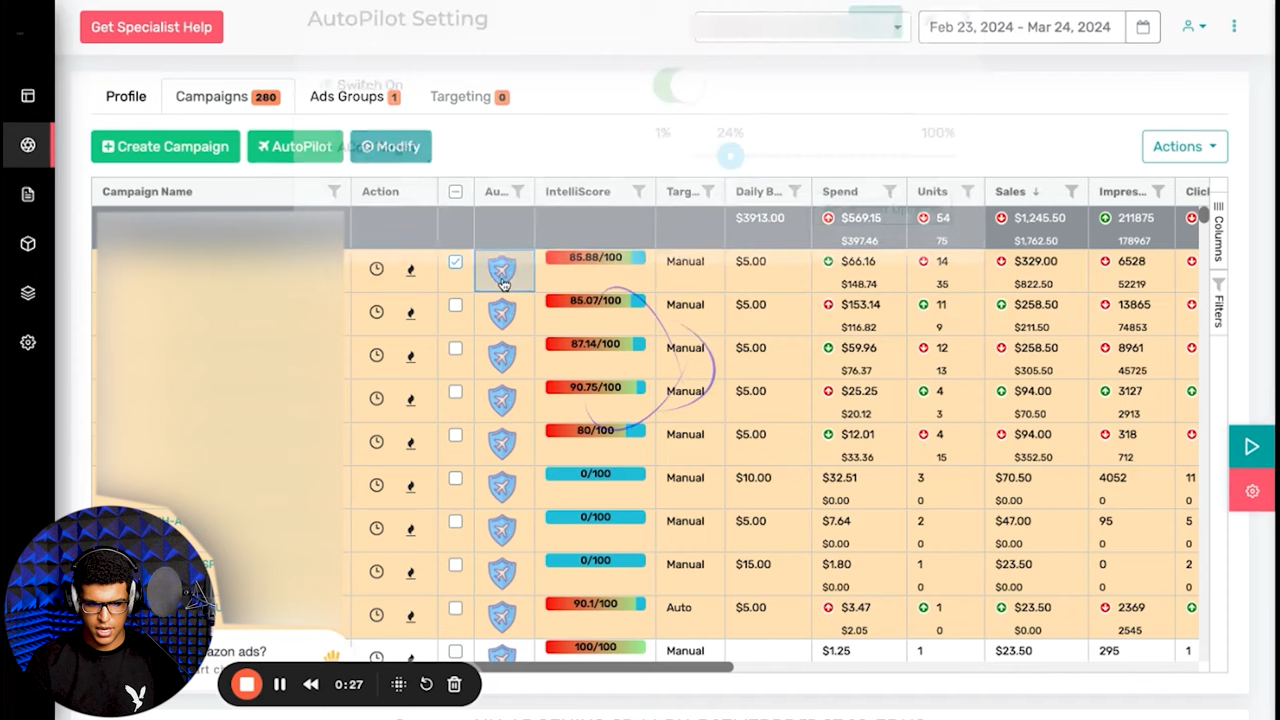 AutoPilot Setting
Get Specialist Help
Feb 23, 2024 - Mar 24, 2024
Switch On
Profile
Campaigns 280
Ads Groups 1
Targeting 0
1% 24% 100%
Create Campaign
AutoPilot
Modify
Actions
Campaign Name Action Au... IntelliScore Targ... Daily B... Spend Units Sales ↓ Impres... Clicl
$3913.00 $569.15 54 $1,245.50 211875
$397.46 75 $1,762.50 178967
85.88/100 Manual $5.00 $66.16 14 $329.00 6528
$148.74 35 $822.50 52219
85.07/100 Manual $5.00 $153.14 11 $258.50 13865
$116.82 9 $211.50 74853
87.14/100 Manual $5.00 $59.96 12 $258.50 8961
$76.37 13 $305.50 45725
90.75/100 Manual $5.00 $25.25 4 $94.00 3127
$20.12 3 $70.50 2913
80/100 Manual $5.00 $12.01 4 $94.00 318
$33.36 15 $352.50 712
0/100 Manual $10.00 $32.51 3 $70.50 4052 11
$0.00 0 $0.00 0 0
0/100 Manual $5.00 $7.64 2 $47.00 95 5
$0.00 0 $0.00 0 0
0/100 Manual $15.00 $1.80 1 $23.50 0 2
$0.00 0 $0.00 0 0
90.1/100 Auto $5.00 $3.47 1 $23.50 2369
$2.05 0 $0.00 2545
100/100 Manual $1.25 1 $23.50 295 1
Columns
Filters
azon ads?
0:27